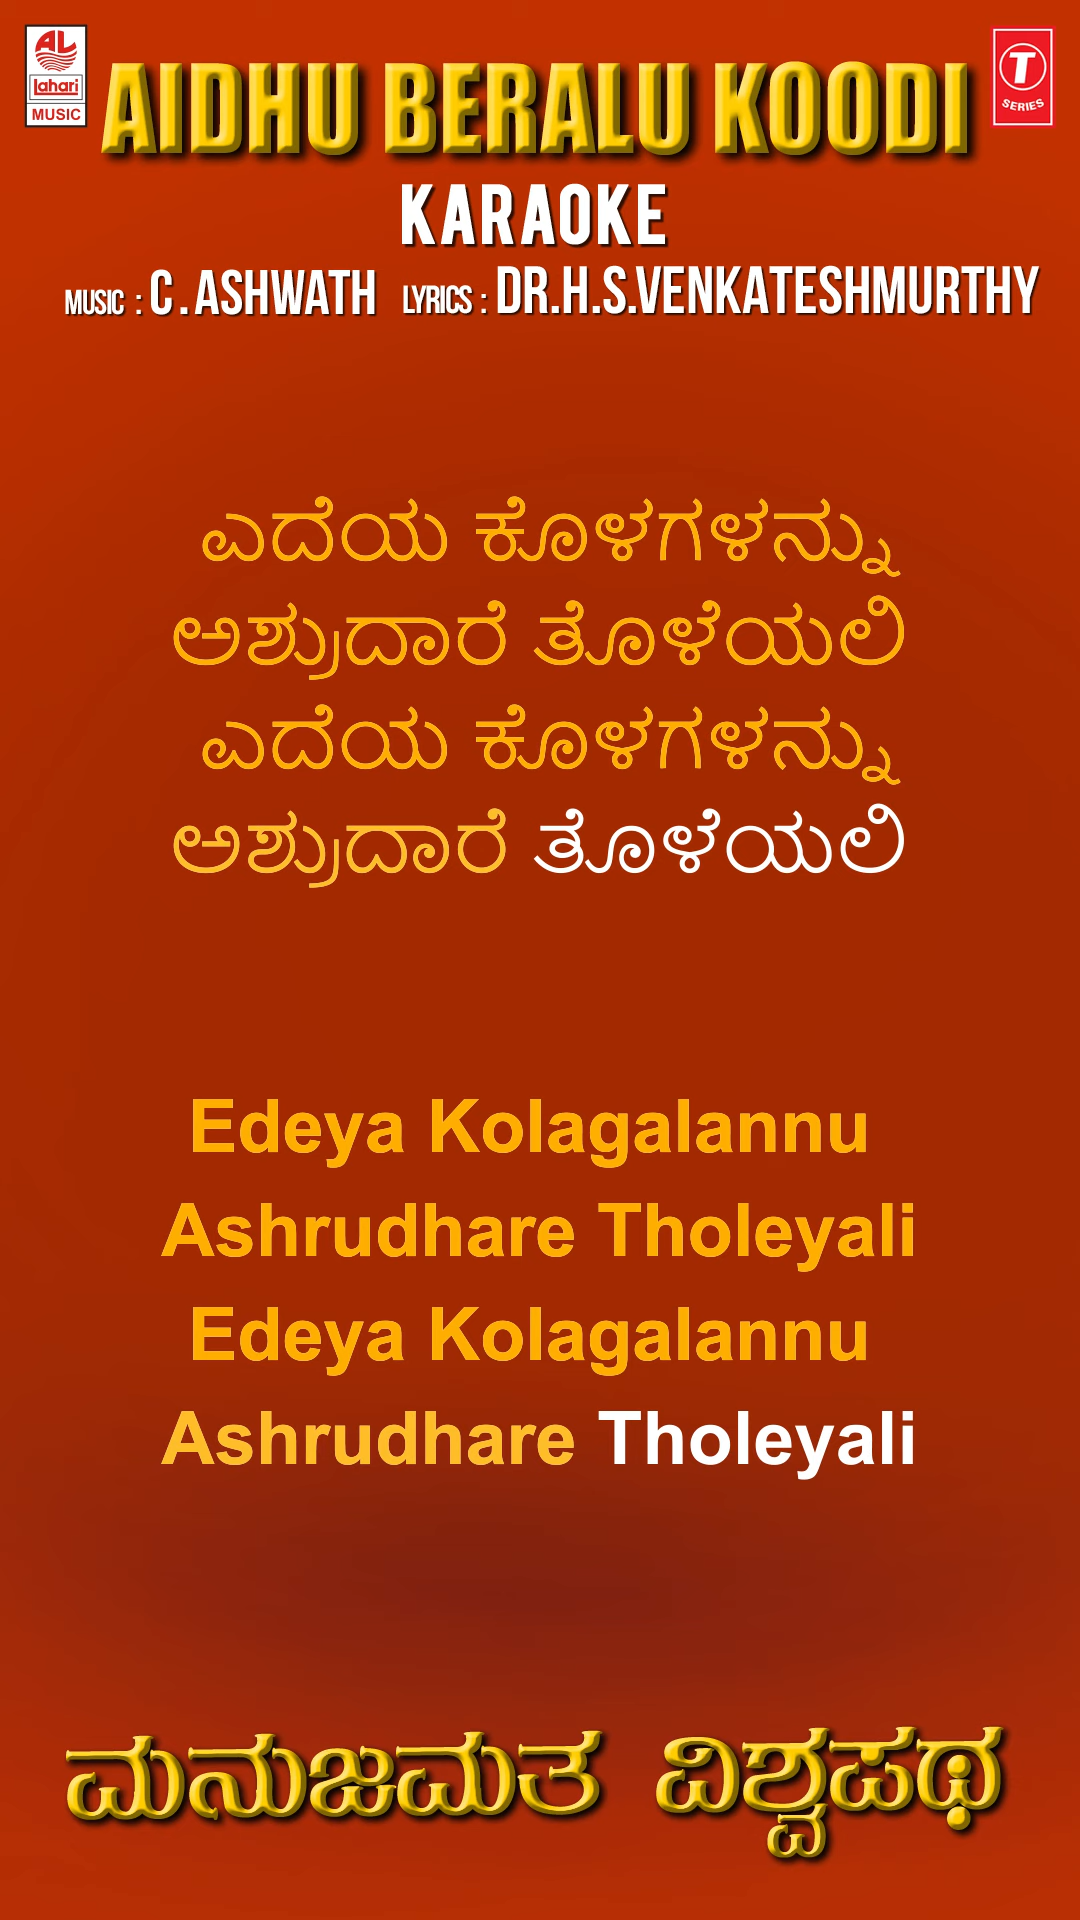 AL
lahari
MUSIC
AIDHU BERALU KOODI
T
SERIES
KARAOKE
MUSIC : C . ASHWATH LYRICS : DR.H.S.VENKATESHMURTHY
ಎದೆಯ ಕೊಳಗಳನ್ನು
ಅಶ್ರುದಾರೆ ತೊಳೆಯಲಿ
ಎದೆಯ ಕೊಳಗಳನ್ನು
ಅಶ್ರುದಾರೆ ತೊಳೆಯಲಿ
Edeya Kolagalannu
Ashrudhare Tholeyali
Edeya Kolagalannu
Ashrudhare Tholeyali
ಮನುಜಮತ ವಿಶ್ವಪಥ